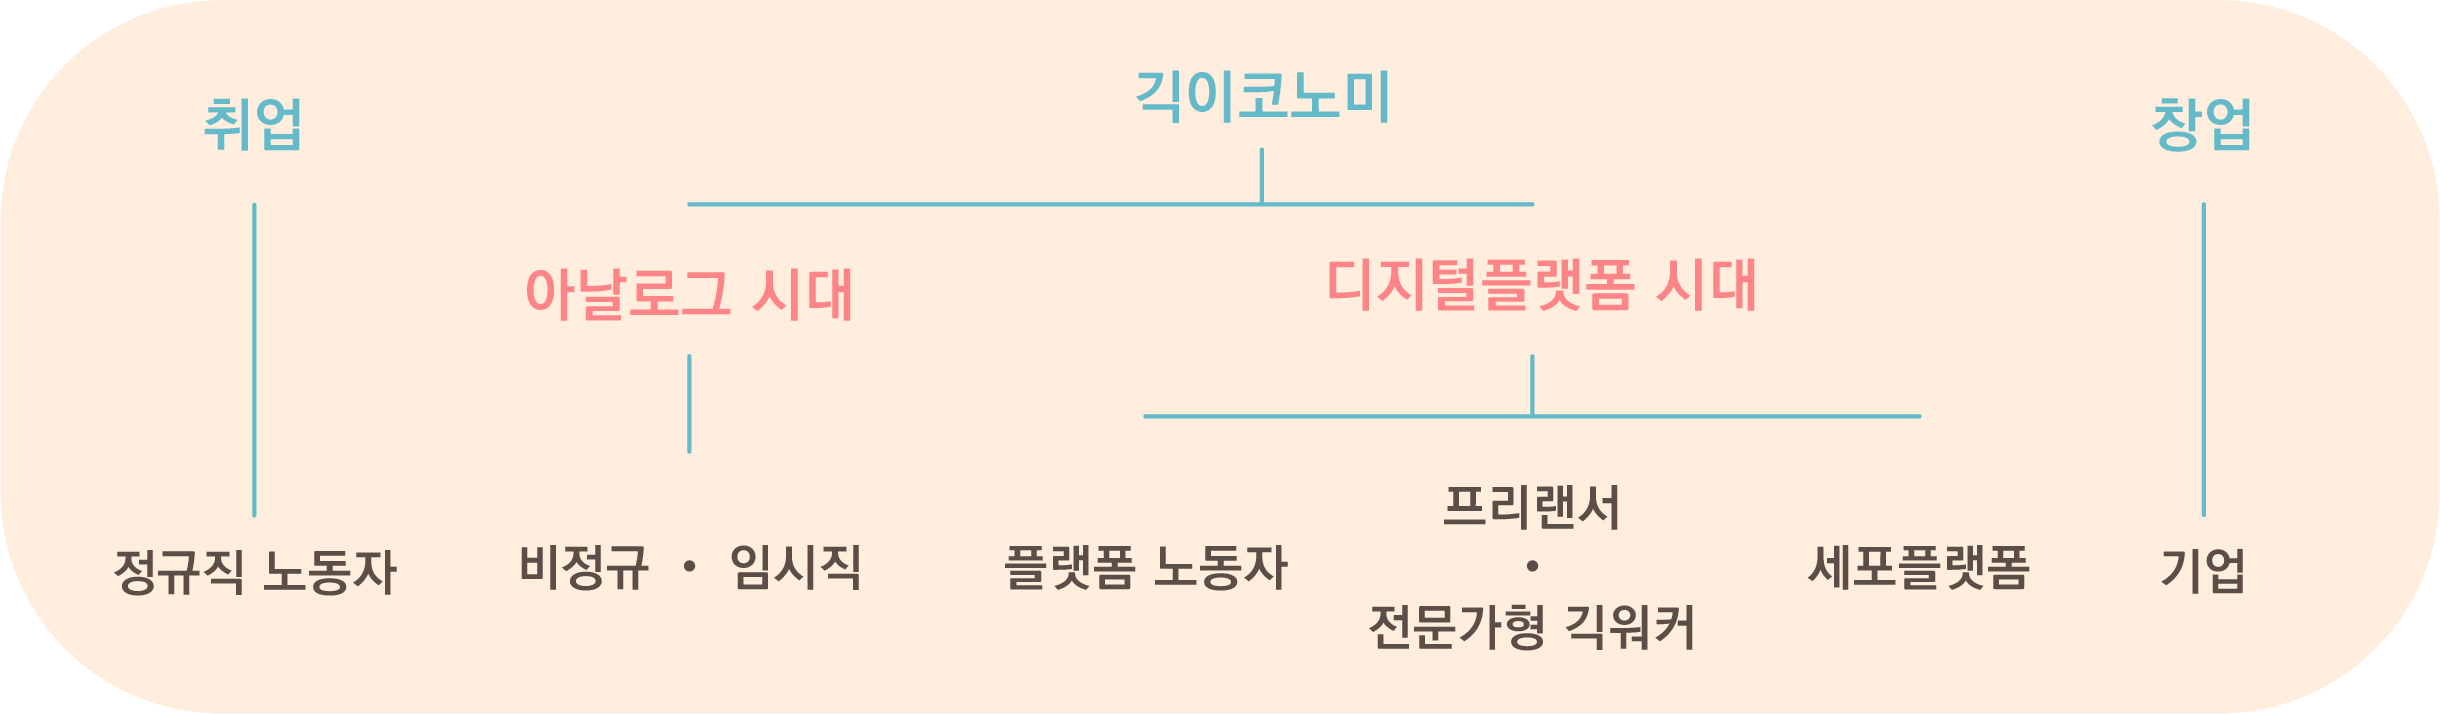 취업
긱이코노미
창업
아날로그 시대
디지털플랫폼 시대
정규직 노동자
비정규 • 임시직
플랫폼 노동자
프리랜서
•
전문가형 긱워커
세포플랫폼
기업